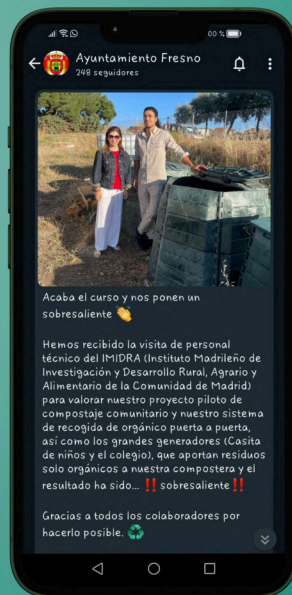 00 %
Ayuntamiento Fresno
248 seguidores
Acaba el curso y nos ponen un
sobresaliente 👏
Hemos recibido la visita de personal
técnico del IMIDRA (Instituto Madrileño de
Investigación y Desarrollo Rural, Agrario y
Alimentario de la Comunidad de Madrid)
para valorar nuestro proyecto piloto de
compostaje comunitario y nuestro sistema
de recogida de orgánico puerta a puerta,
así como los grandes generadores (Casita
de niños y el colegio), que aportan residuos
solo orgánicos a nuestra compostera y el
resultado ha sido... ‼️ sobresaliente ‼️
Gracias a todos los colaboradores por
hacerlo posible. ♻️